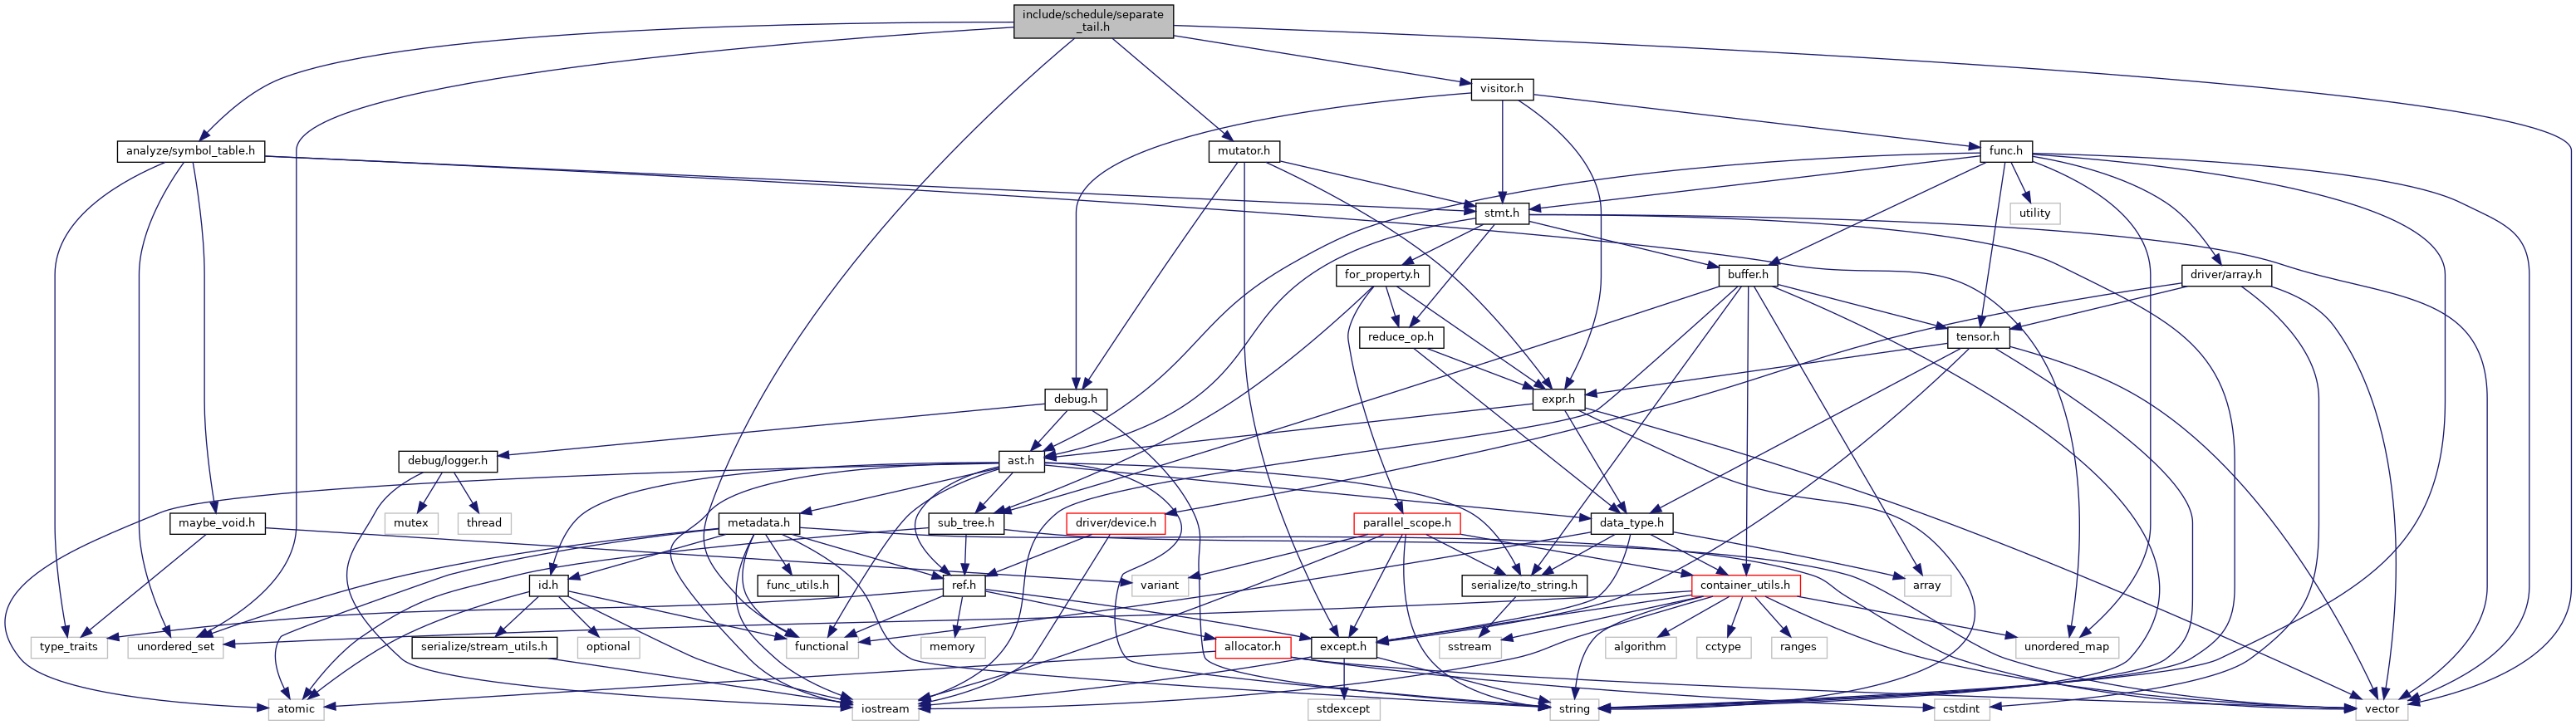 include/schedule/separate
_tail.h
visitor.h
analyze/symbol_table.h
mutator.h
func.h
stmt.h
utility
for_property.h
buffer.h
driver/array.h
reduce_op.h
tensor.h
debug.h
expr.h
debug/logger.h
ast.h
mutex
thread
maybe_void.h
metadata.h
sub_tree.h
driver/device.h
parallel_scope.h
data_type.h
id.h
func_utils.h
ref.h
variant
serialize/to_string.h
container_utils.h
array
type_traits
unordered_set
serialize/stream_utils.h
optional
functional
memory
allocator.h
except.h
sstream
algorithm
cctype
ranges
unordered_map
atomic
iostream
stdexcept
string
cstdint
vector